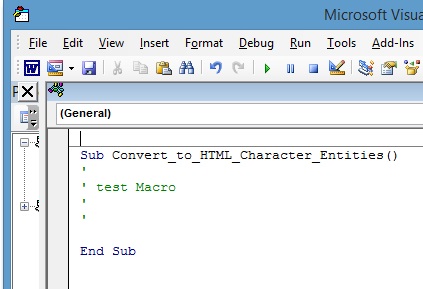 Microsoft Visua
File Edit View Insert Format Debug Run Tools Add-Ins
(General)
Sub Convert_to_HTML_Character_Entities()
'
' test Macro
'
'
End Sub